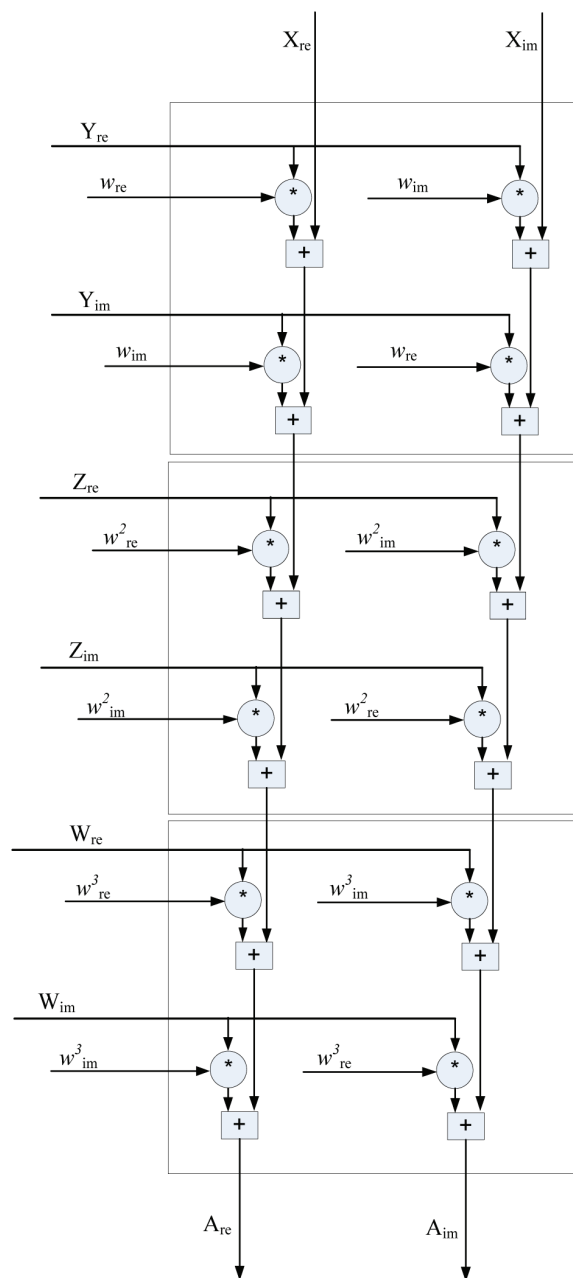 X_re X_im
Y_re
w_re * w_im *
+ +
Y_im
w_im * w_re *
+ +
Z_re
w^2_re * w^2_im *
+ +
Z_im
w^2_im * w^2_re *
+ +
W_re
w^3_re * w^3_im *
+ +
W_im
w^3_im * w^3_re *
+ +
A_re A_im